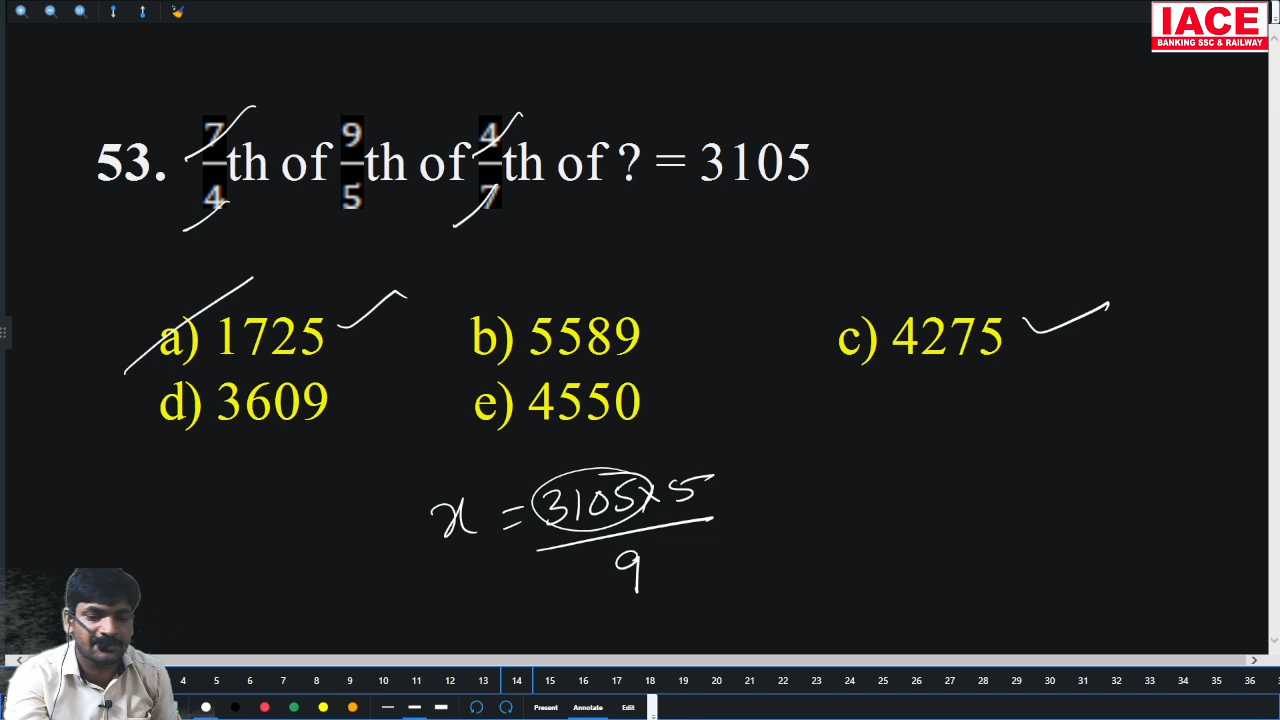 IACE
BANKING SSC & RAILWAY
53. 7/4 th of 9/5 th of 4/7 th of ? = 3105
a) 1725 b) 5589 c) 4275
d) 3609 e) 4550
x = 3105 × 5
9
4 5 6 7 8 9 10 11 12 13 14 15 16 17 18 19 20 21 22 23 24 25 26 27 28 29 30 31 32 33 34 35 36
Present Annotate Edit